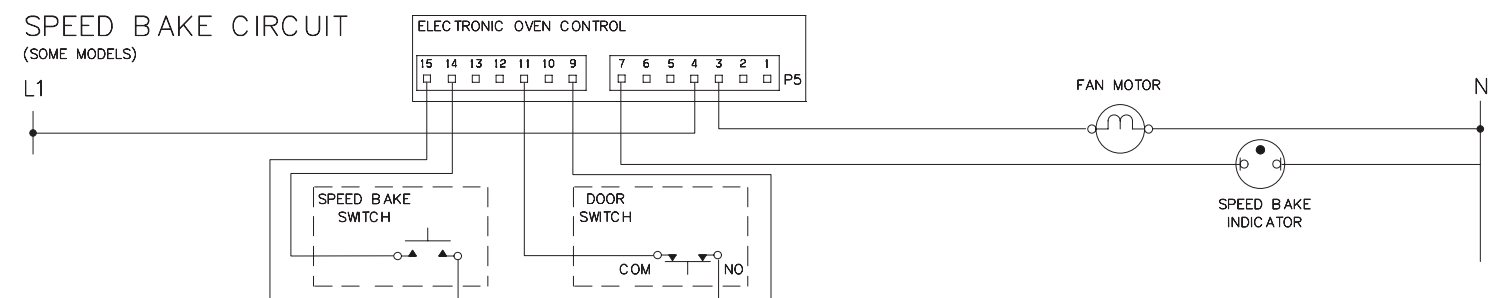 SPEED BAKE CIRCUIT
(SOME MODELS)
L1
ELECTRONIC OVEN CONTROL
15 14 13 12 11 10 9 7 6 5 4 3 2 1
P5
FAN MOTOR
N
SPEED BAKE
INDICATOR
SPEED BAKE
SWITCH
DOOR
SWITCH
COM NO